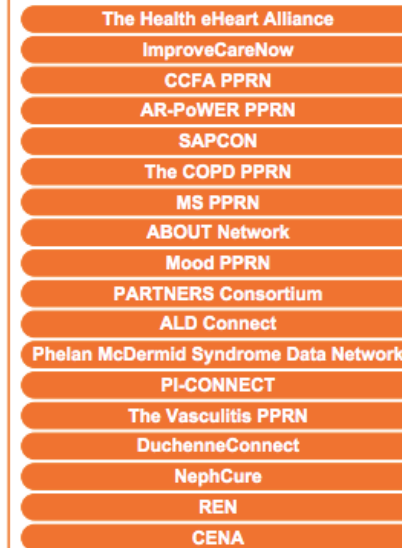 The Health eHeart Alliance
ImproveCareNow
CCFA PPRN
AR-PoWER PPRN
SAPCON
The COPD PPRN
MS PPRN
ABOUT Network
Mood PPRN
PARTNERS Consortium
ALD Connect
Phelan McDermid Syndrome Data Network
PI-CONNECT
The Vasculitis PPRN
DuchenneConnect
NephCure
REN
CENA